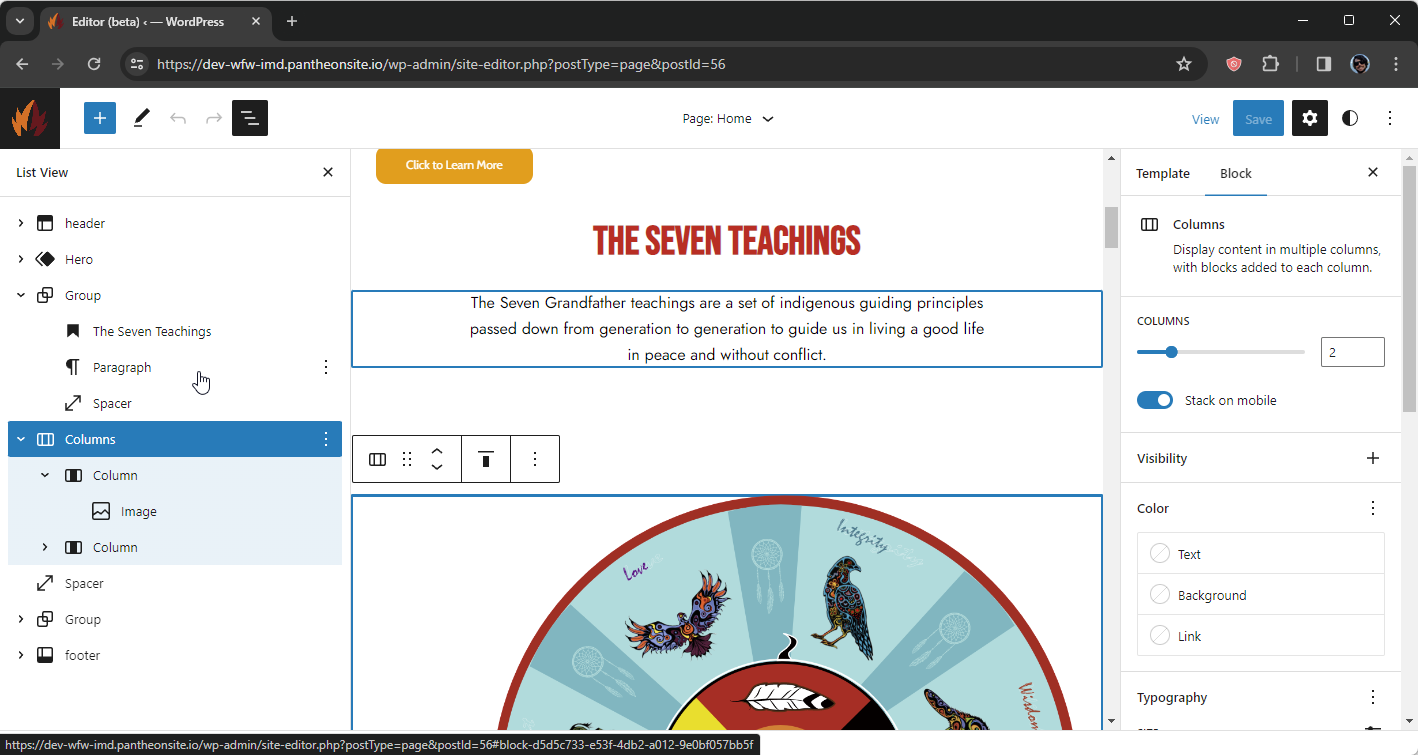 Editor (beta) ‹ — WordPress
https://dev-wfw-imd.pantheonsite.io/wp-admin/site-editor.php?postType=page&postId=56
Page: Home
View
Save
List View
header
Hero
Group
The Seven Teachings
Paragraph
Spacer
Columns
Column
Image
Column
Spacer
Group
footer
Click to Learn More
THE SEVEN TEACHINGS
The Seven Grandfather teachings are a set of indigenous guiding principles
passed down from generation to generation to guide us in living a good life
in peace and without conflict.
Love
Integrity
Wisdom
Template
Block
Columns
Display content in multiple columns,
with blocks added to each column.
COLUMNS
2
Stack on mobile
Visibility
Color
Text
Background
Link
Typography
https://dev-wfw-imd.pantheonsite.io/wp-admin/site-editor.php?postType=page&postId=56#block-d5d5c733-e53f-4db2-a012-9e0bf057bb5f